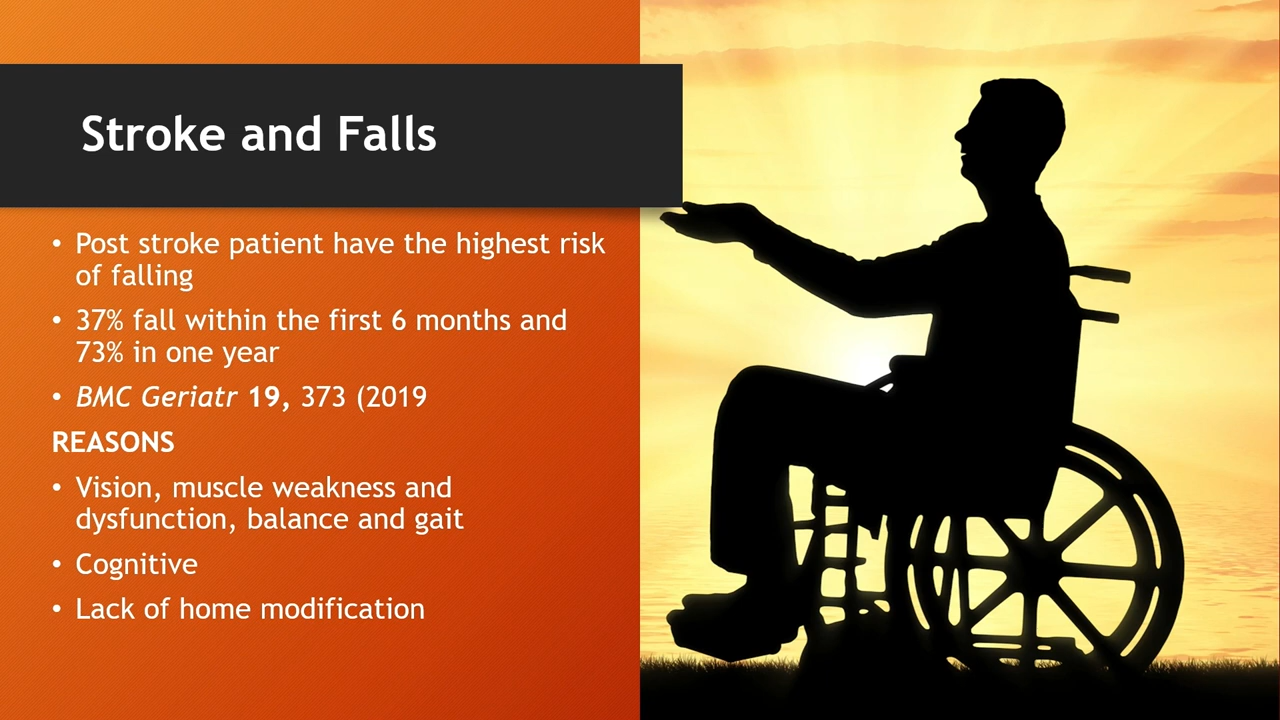 Stroke and Falls
• Post stroke patient have the highest risk
of falling
• 37% fall within the first 6 months and
73% in one year
• BMC Geriatr 19, 373 (2019
REASONS
• Vision, muscle weakness and
dysfunction, balance and gait
• Cognitive
• Lack of home modification